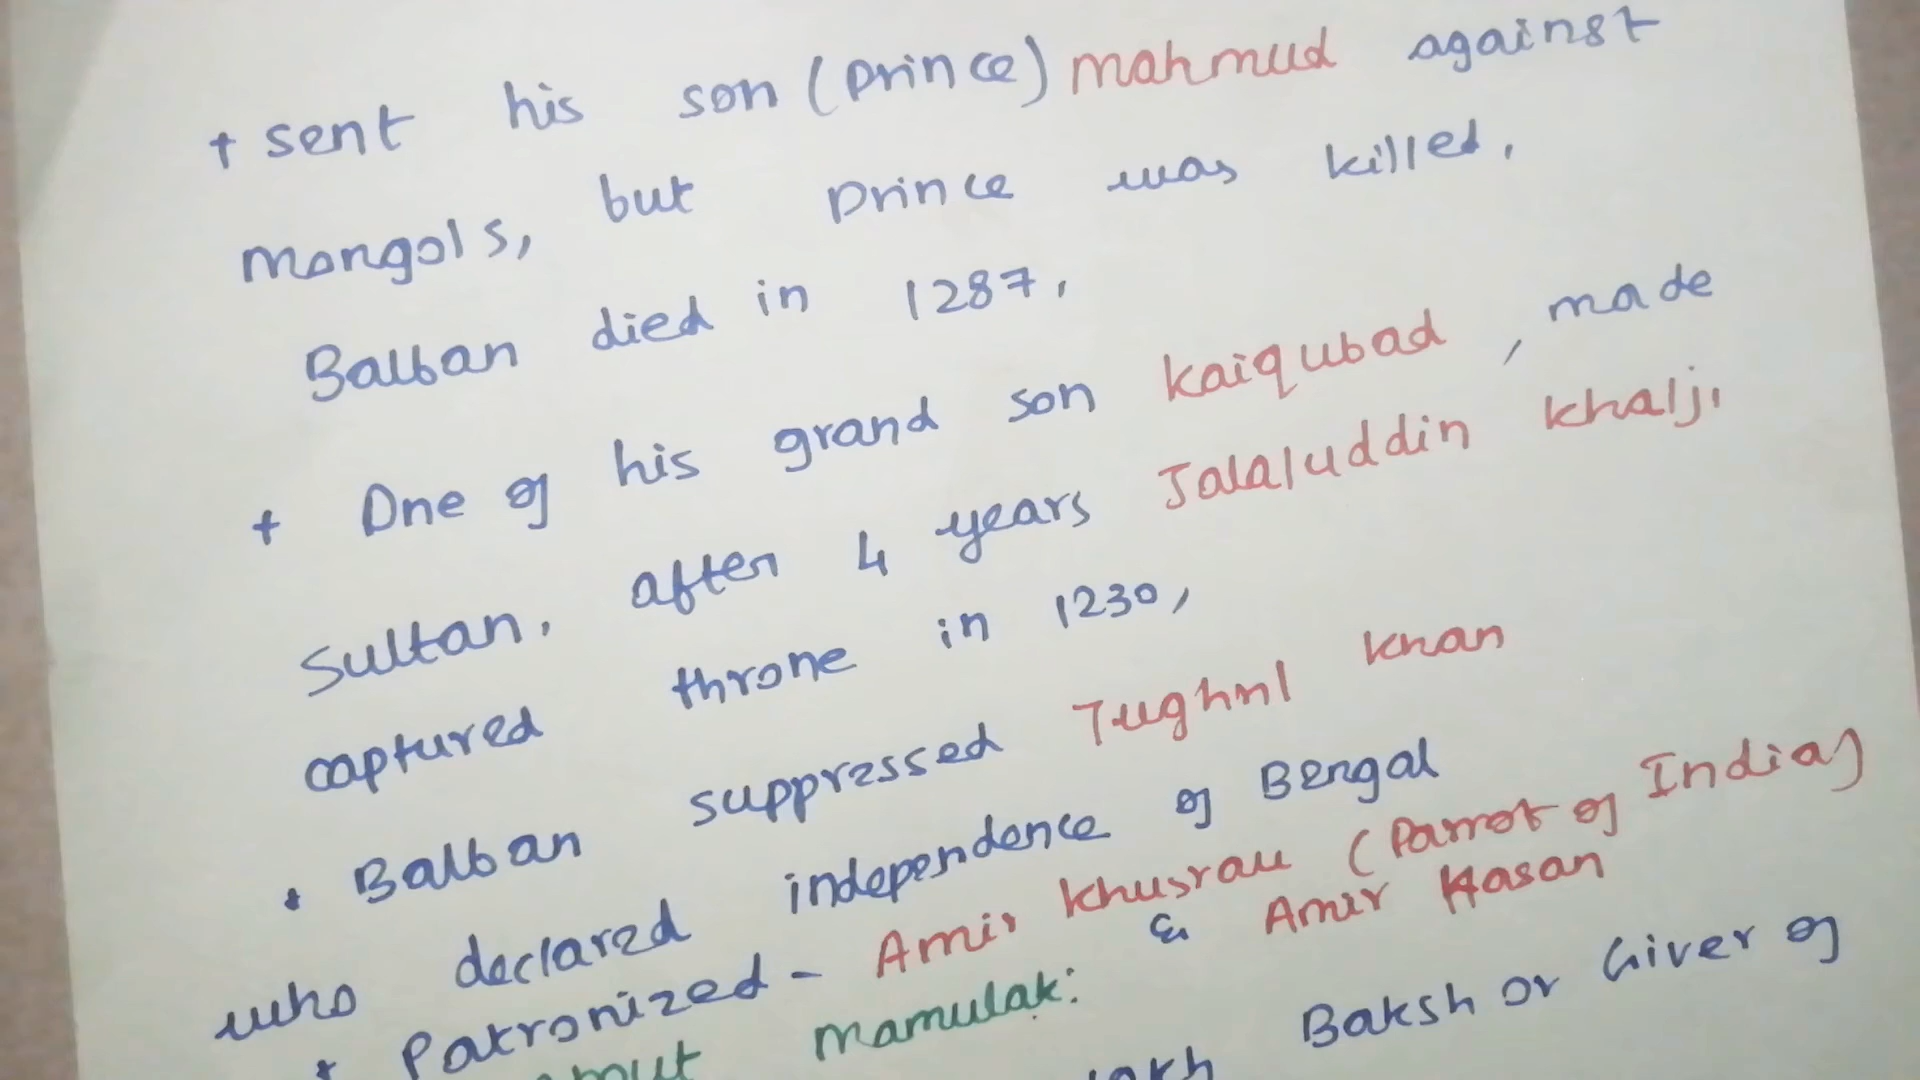 + sent his son (prince) mahmud against
mongols, but prince was killed.
Balban died in 1287,
+ One of his grand son kaiqubad, made
Sultan. after 4 years Jalaluddin khalji
captured throne in 1230,
• Balban suppressed Tughril khan
who declared independence of Bengal
* Patronized - Amir khusrau (Parrot of India)
& Amir Hasan
about mamulak:
Baksh or Giver of